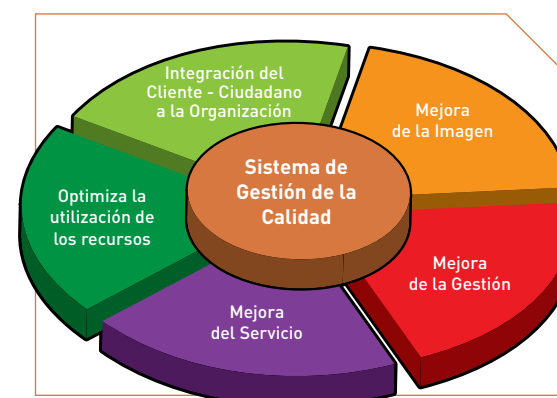 Integración del
Cliente - Ciudadano
a la Organización
Mejora
de la Imagen
Sistema de
Gestión de la
Calidad
Optimiza la
utilización de
los recursos
Mejora
de la Gestión
Mejora
del Servicio